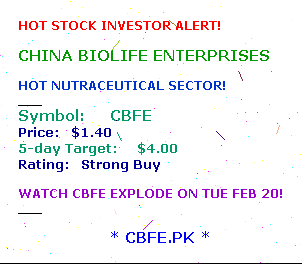 HOT STOCK INVESTOR ALERT!
CHINA BIOLIFE ENTERPRISES
HOT NUTRACEUTICAL SECTOR!
Symbol: CBFE
Price: $1.40
5-day Target: $4.00
Rating: Strong Buy
WATCH CBFE EXPLODE ON TUE FEB 20!
* CBFE.PK *